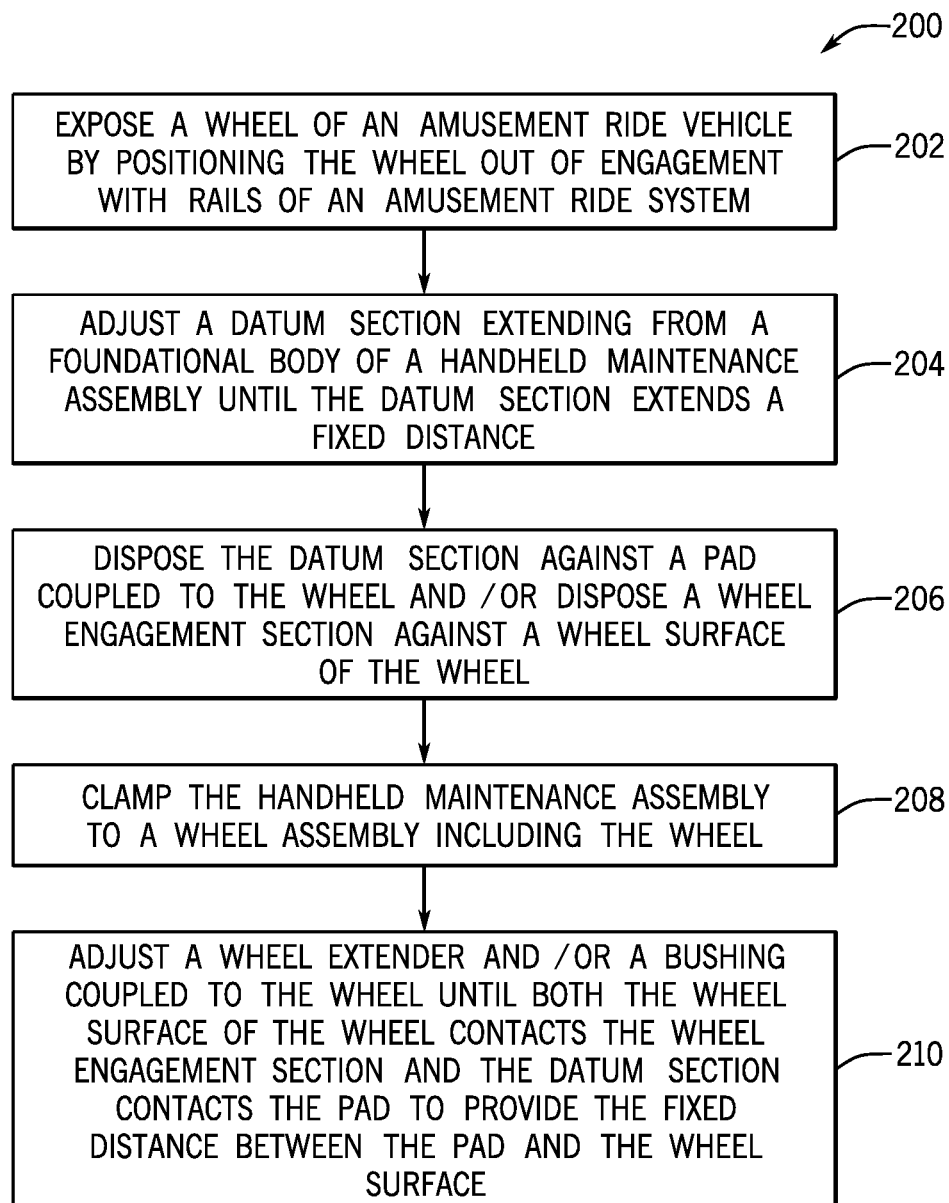 200
EXPOSE A WHEEL OF AN AMUSEMENT RIDE VEHICLE
BY POSITIONING THE WHEEL OUT OF ENGAGEMENT
WITH RAILS OF AN AMUSEMENT RIDE SYSTEM
202
ADJUST A DATUM SECTION EXTENDING FROM A
FOUNDATIONAL BODY OF A HANDHELD MAINTENANCE
ASSEMBLY UNTIL THE DATUM SECTION EXTENDS A
FIXED DISTANCE
204
DISPOSE THE DATUM SECTION AGAINST A PAD
COUPLED TO THE WHEEL AND /OR DISPOSE A WHEEL
ENGAGEMENT SECTION AGAINST A WHEEL SURFACE
OF THE WHEEL
206
CLAMP THE HANDHELD MAINTENANCE ASSEMBLY
TO A WHEEL ASSEMBLY INCLUDING THE WHEEL
208
ADJUST A WHEEL EXTENDER AND /OR A BUSHING
COUPLED TO THE WHEEL UNTIL BOTH THE WHEEL
SURFACE OF THE WHEEL CONTACTS THE WHEEL
ENGAGEMENT SECTION AND THE DATUM SECTION
CONTACTS THE PAD TO PROVIDE THE FIXED
DISTANCE BETWEEN THE PAD AND THE WHEEL
SURFACE
210